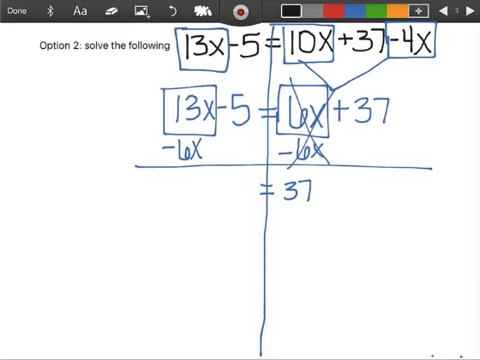 Done Aa 3
Option 2: solve the following 13x-5=10x+37-4x
13x-5=6x+37
-6x -6x
=37